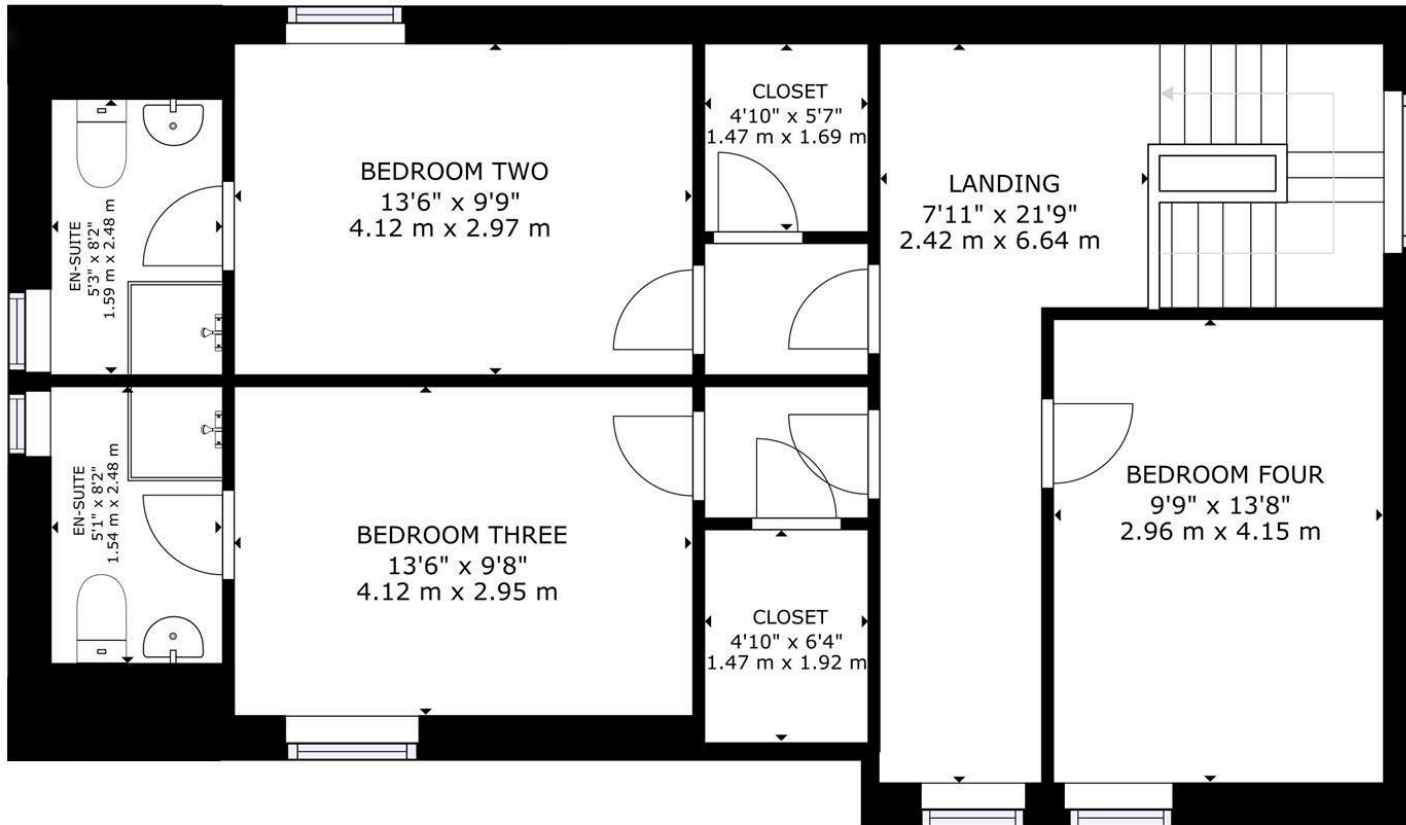 CLOSET
4'10" x 5'7"
1.47 m x 1.69 m
BEDROOM TWO
13'6" x 9'9"
4.12 m x 2.97 m
LANDING
7'11" x 21'9"
2.42 m x 6.64 m
EN-SUITE
5'3" x 8'2"
1.59 m x 2.48 m
EN-SUITE
5'1" x 8'2"
1.54 m x 2.48 m
BEDROOM THREE
13'6" x 9'8"
4.12 m x 2.95 m
BEDROOM FOUR
9'9" x 13'8"
2.96 m x 4.15 m
CLOSET
4'10" x 6'4"
1.47 m x 1.92 m